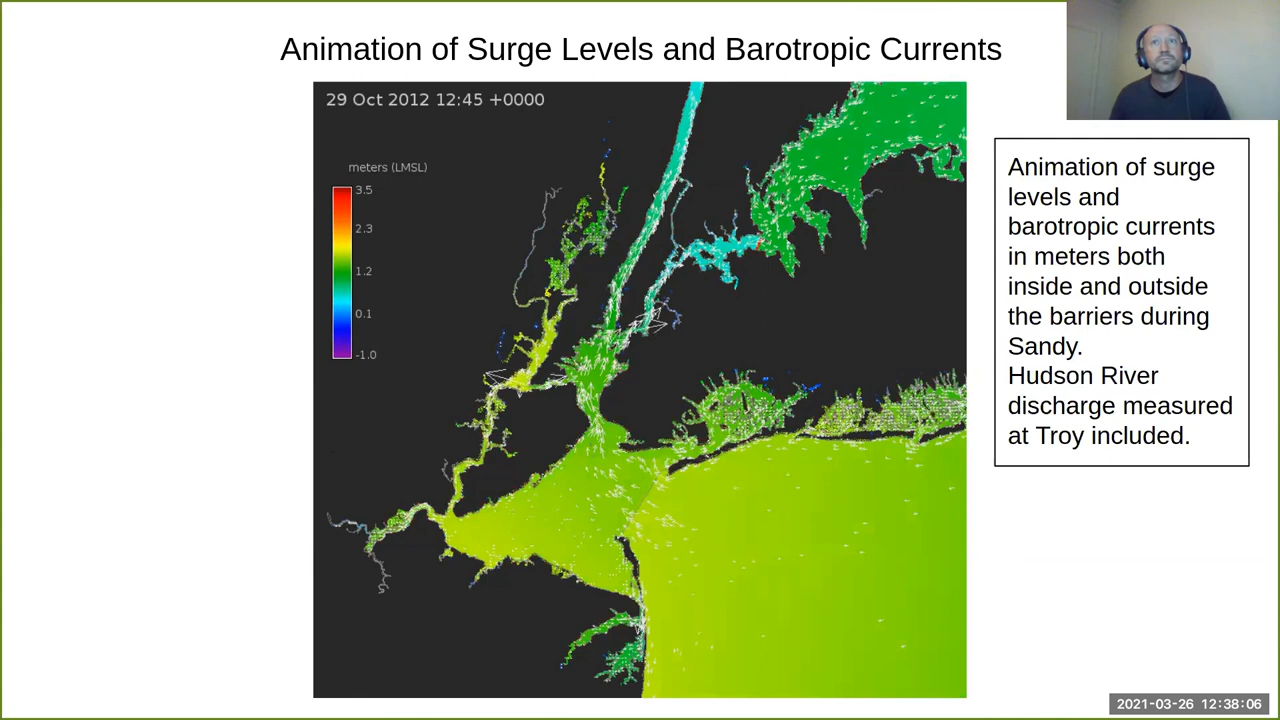 Animation of Surge Levels and Barotropic Currents
29 Oct 2012 12:45 +0000
meters (LMSL)
3.5
2.3
1.2
0.1
-1.0
Animation of surge
levels and
barotropic currents
in meters both
inside and outside
the barriers during
Sandy.
Hudson River
discharge measured
at Troy included.
2021-03-26 12:38:06